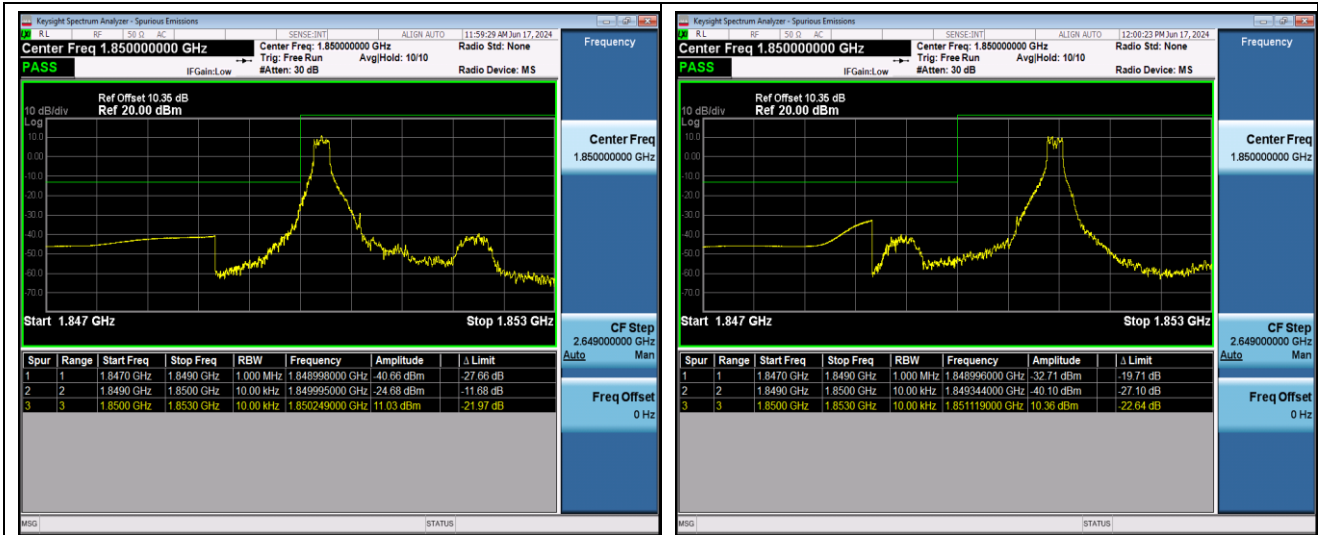 Keysight Spectrum Analyzer - Spurious Emissions
RL RF 50 Ω AC SENSE:INT ALIGN AUTO 11:59:29 AM Jun 17, 2024
Center Freq 1.850000000 GHz Center Freq: 1.850000000 GHz Radio Std: None
Trig: Free Run Avg|Hold: 10/10
PASS IFGain:Low #Atten: 30 dB Radio Device: MS
Ref Offset 10.35 dB
10 dB/div Ref 20.00 dBm
Log
10.0
0.00
-10.0
-20.0
-30.0
-40.0
-50.0
-60.0
-70.0
Start 1.847 GHz Stop 1.853 GHz
Spur Range Start Freq Stop Freq RBW Frequency Amplitude Δ Limit
1 1 1.8470 GHz 1.8490 GHz 1.000 MHz 1.848998000 GHz -40.66 dBm -27.66 dB
2 2 1.8490 GHz 1.8500 GHz 10.00 kHz 1.849995000 GHz -24.68 dBm -11.68 dB
3 3 1.8500 GHz 1.8530 GHz 10.00 kHz 1.850249000 GHz 11.03 dBm -21.97 dB
MSG STATUS
Frequency
Center Freq
1.850000000 GHz
CF Step
2.649000000 GHz
Auto Man
Freq Offset
0 Hz
Keysight Spectrum Analyzer - Spurious Emissions
RL RF 50 Ω AC SENSE:INT ALIGN AUTO 12:00:23 PM Jun 17, 2024
Center Freq 1.850000000 GHz Center Freq: 1.850000000 GHz Radio Std: None
Trig: Free Run Avg|Hold: 10/10
PASS IFGain:Low #Atten: 30 dB Radio Device: MS
Ref Offset 10.35 dB
10 dB/div Ref 20.00 dBm
Log
10.0
0.00
-10.0
-20.0
-30.0
-40.0
-50.0
-60.0
-70.0
Start 1.847 GHz Stop 1.853 GHz
Spur Range Start Freq Stop Freq RBW Frequency Amplitude Δ Limit
1 1 1.8470 GHz 1.8490 GHz 1.000 MHz 1.848996000 GHz -32.71 dBm -19.71 dB
2 2 1.8490 GHz 1.8500 GHz 10.00 kHz 1.849344000 GHz -40.10 dBm -27.10 dB
3 3 1.8500 GHz 1.8530 GHz 10.00 kHz 1.851119000 GHz 10.36 dBm -22.64 dB
MSG STATUS
Frequency
Center Freq
1.850000000 GHz
CF Step
2.649000000 GHz
Auto Man
Freq Offset
0 Hz